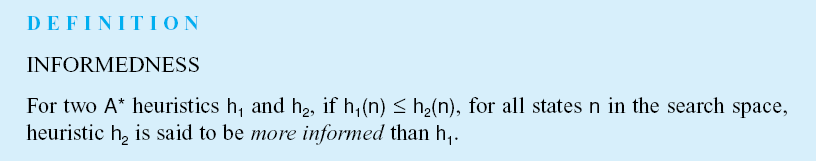 DEFINITION
INFORMEDNESS
For two A* heuristics h₁ and h₂, if h₁(n) ≤ h₂(n), for all states n in the search space,
heuristic h₂ is said to be more informed than h₁.